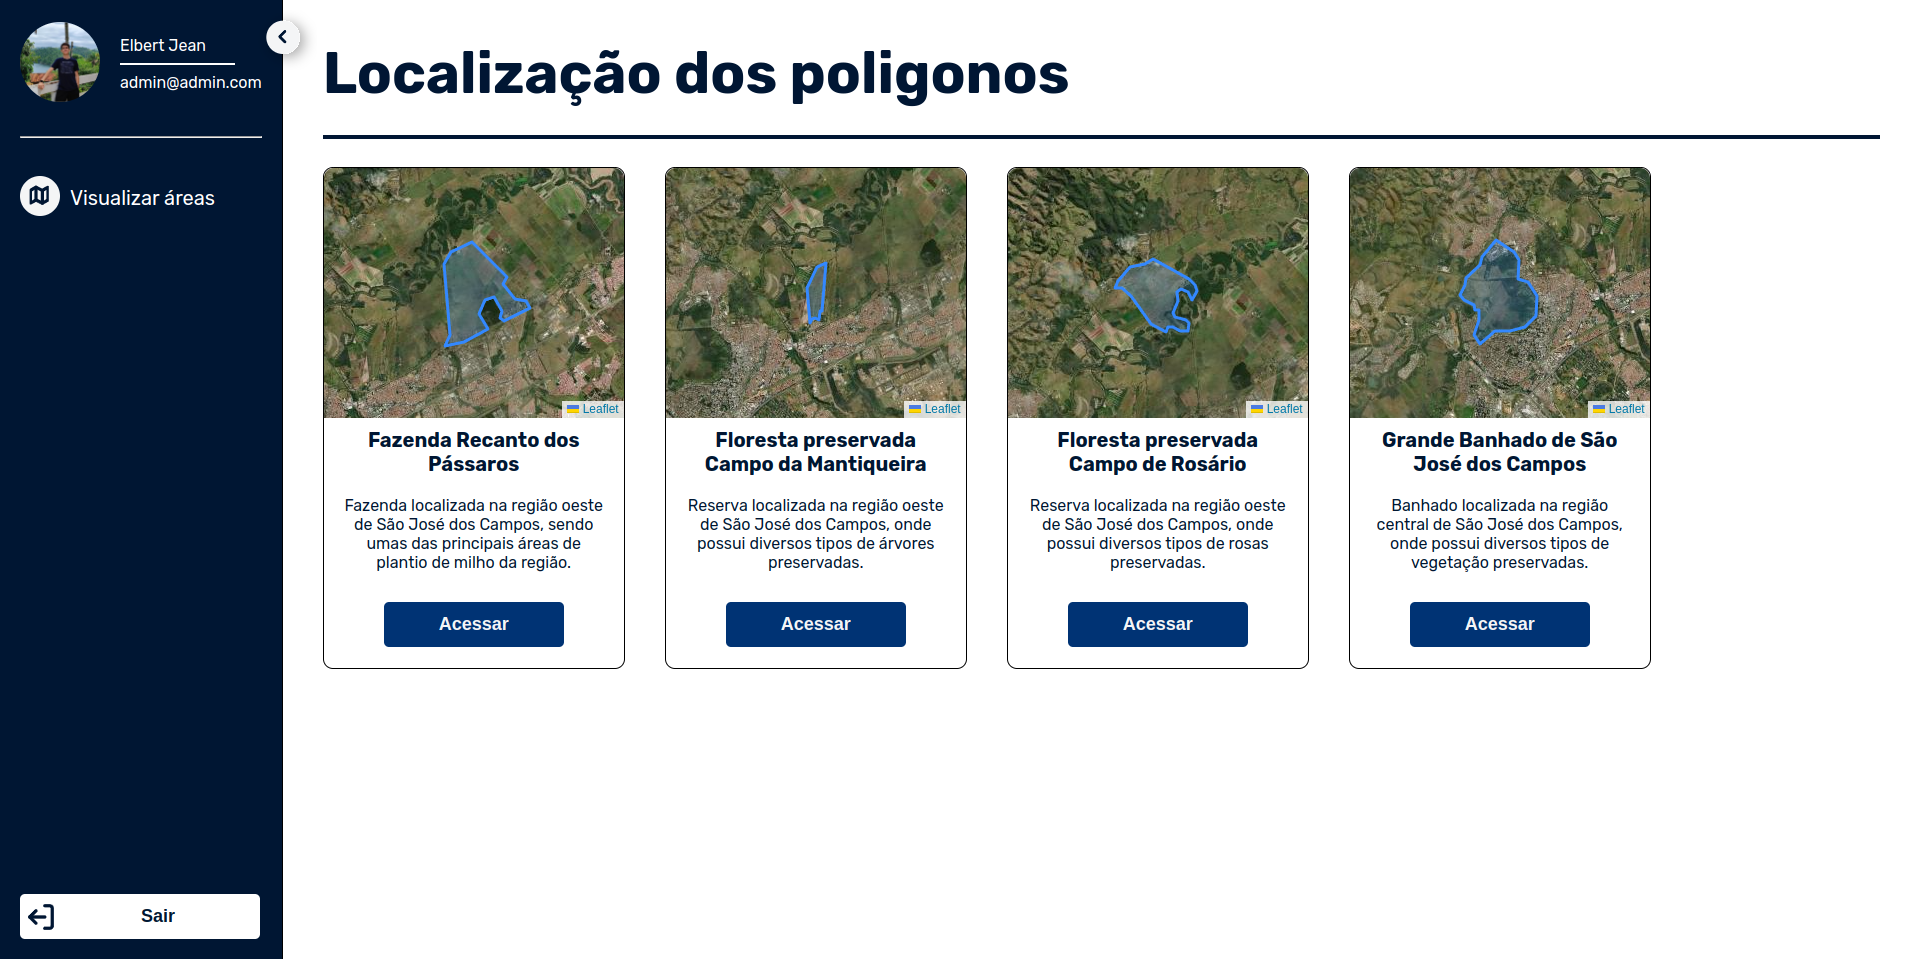 Elbert Jean
admin@admin.com
Visualizar áreas
Sair
Localização dos poligonos
Leaflet
Fazenda Recanto dos
Pássaros
Fazenda localizada na região oeste
de São José dos Campos, sendo
umas das principais áreas de
plantio de milho da região.
Acessar
Leaflet
Floresta preservada
Campo da Mantiqueira
Reserva localizada na região oeste
de São José dos Campos, onde
possui diversos tipos de árvores
preservadas.
Acessar
Leaflet
Floresta preservada
Campo de Rosário
Reserva localizada na região oeste
de São José dos Campos, onde
possui diversos tipos de rosas
preservadas.
Acessar
Leaflet
Grande Banhado de São
José dos Campos
Banhado localizada na região
central de São José dos Campos,
onde possui diversos tipos de
vegetação preservadas.
Acessar